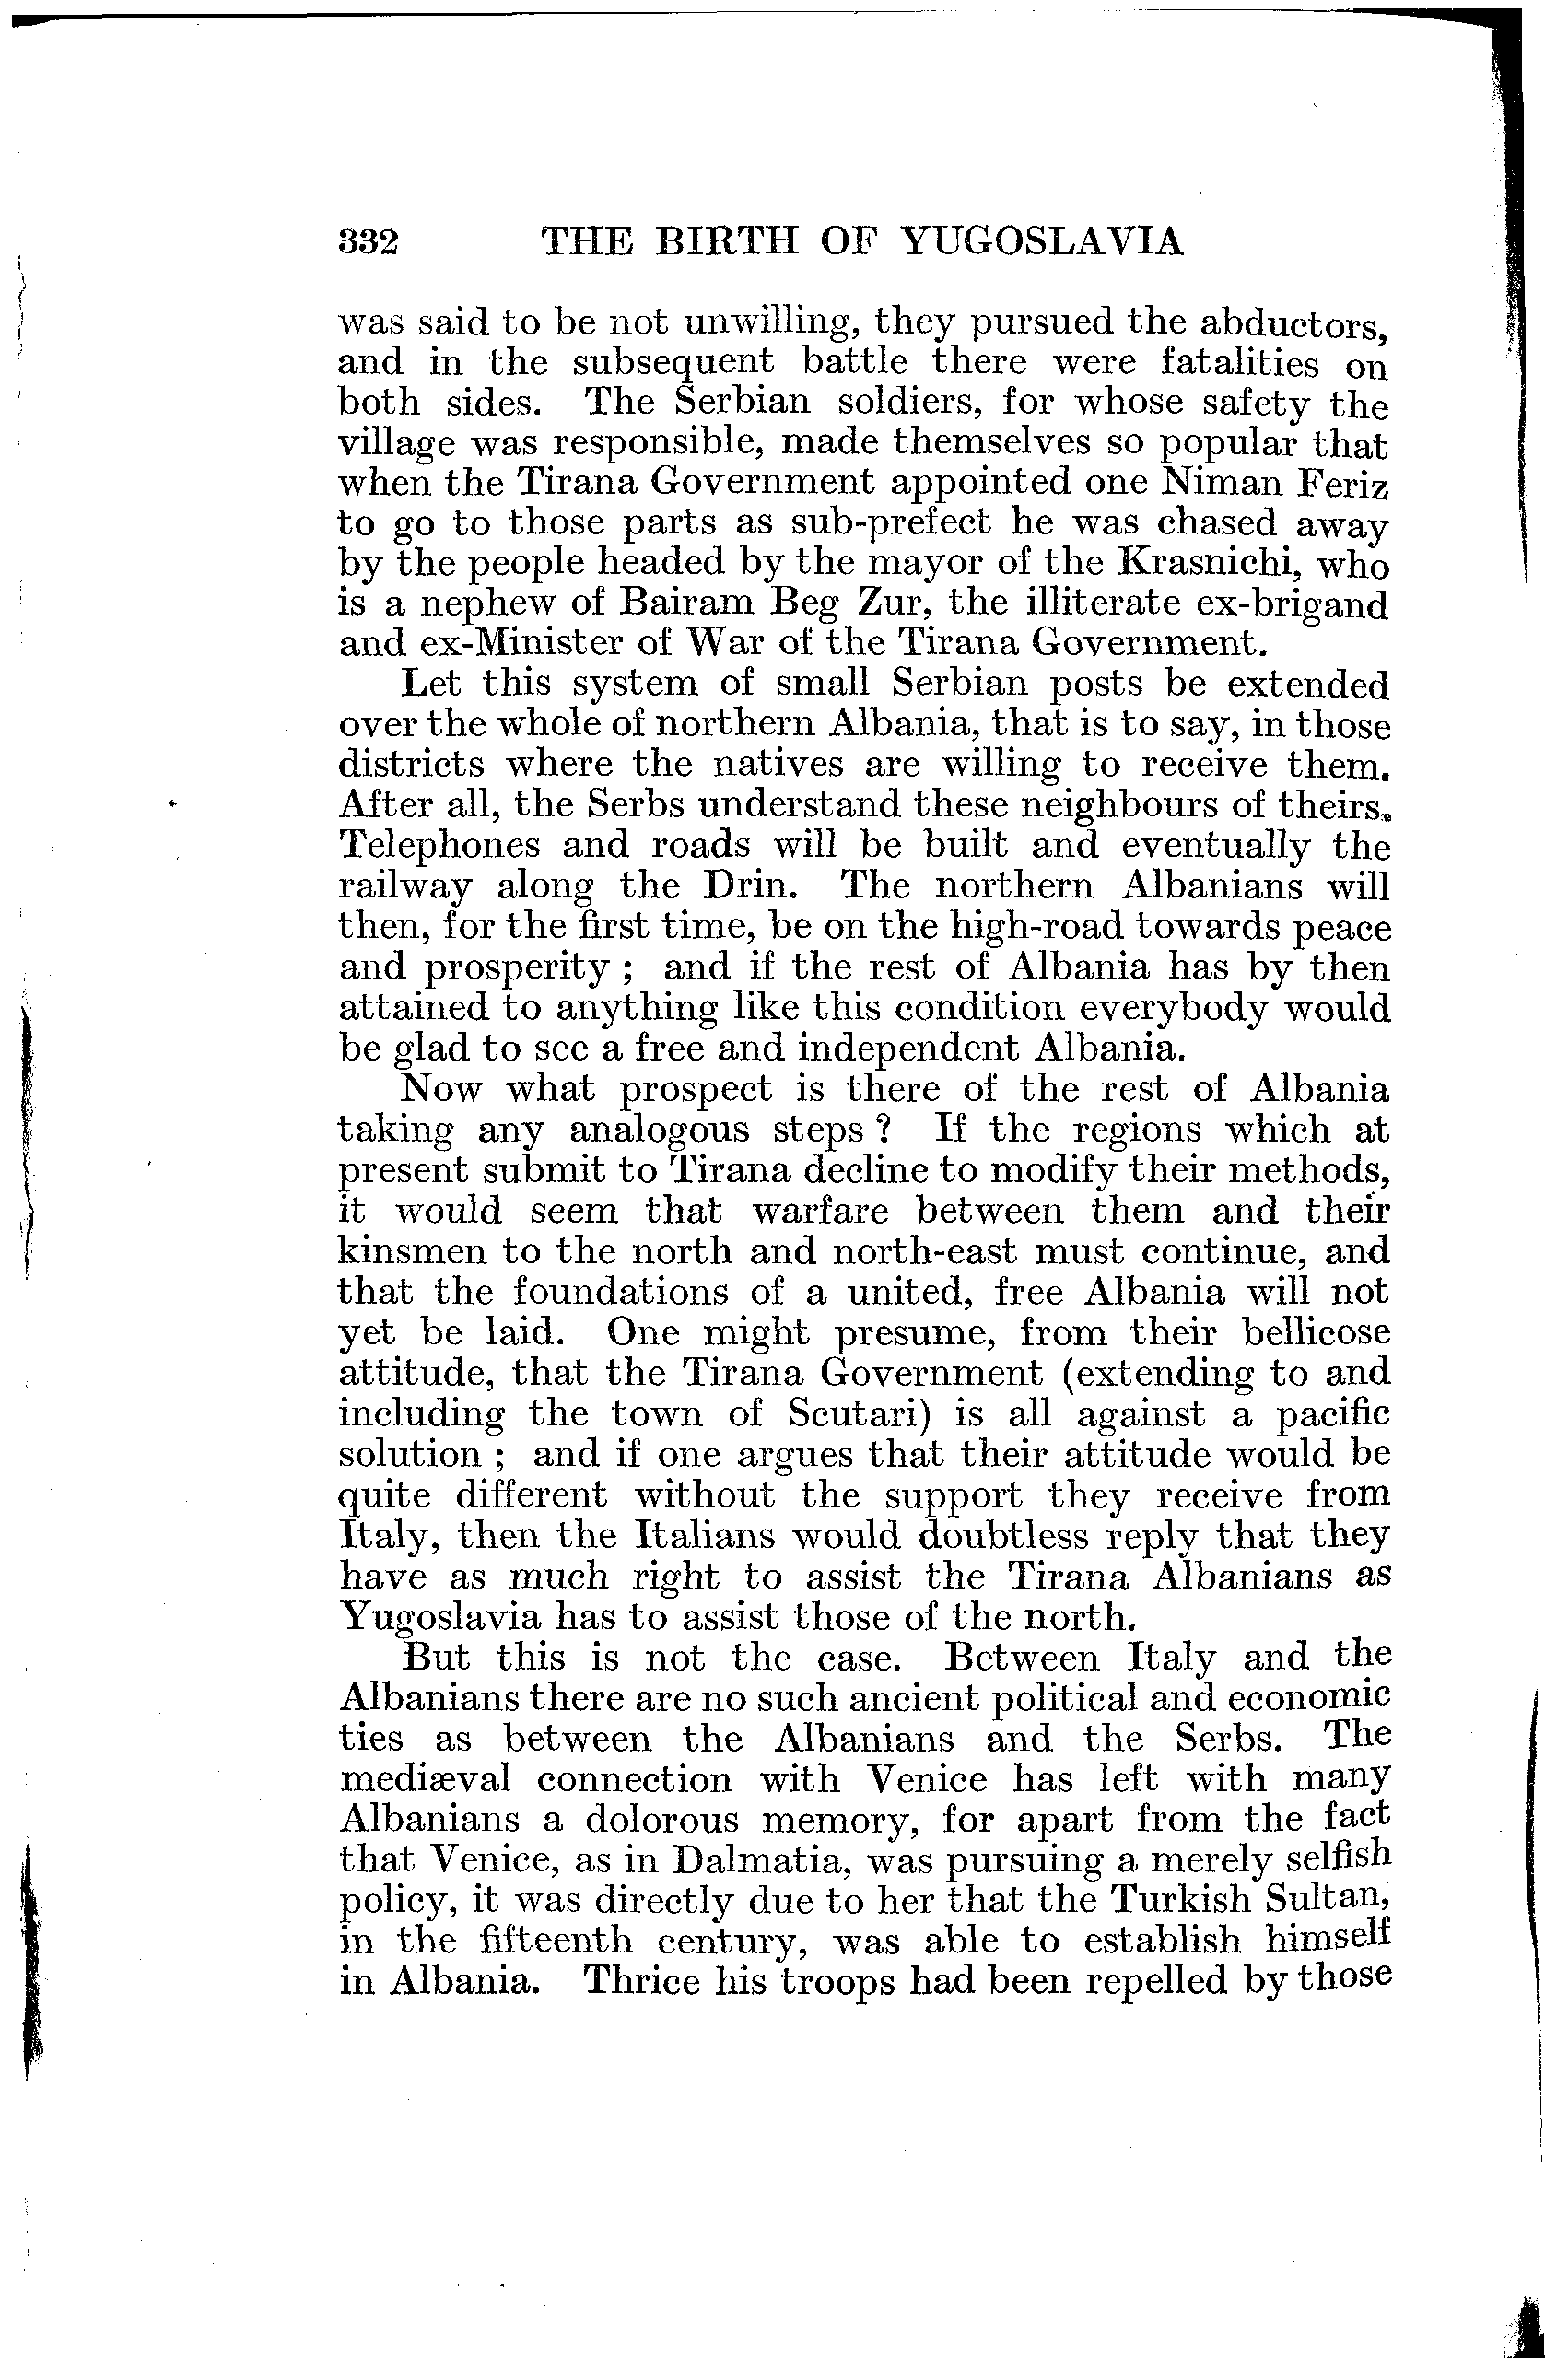 332 THE BIRTH OF YUGOSLAVIA
was said to be not unwilling, they pursued the abductors,
and in the subsequent battle there were fatalities on
both sides. The Serbian soldiers, for whose safety the
village was responsible, made themselves so popular that
when the Tirana Government appointed one Niman Feriz
to go to those parts as sub-prefect he was chased away
by the people headed by the mayor of the Krasnichi, who
is a nephew of Bairam Beg Zur, the illiterate ex-brigand
and ex-Minister of War of the Tirana Government.
Let this system of small Serbian posts be extended
over the whole of northern Albania, that is to say, in those
districts where the natives are willing to receive them.
After all, the Serbs understand these neighbours of theirs.
Telephones and roads will be built and eventually the
railway along the Drin. The northern Albanians will
then, for the first time, be on the high-road towards peace
and prosperity ; and if the rest of Albania has by then
attained to anything like this condition everybody would
be glad to see a free and independent Albania.
Now what prospect is there of the rest of Albania
taking any analogous steps ? If the regions which at
present submit to Tirana decline to modify their methods,
it would seem that warfare between them and their
kinsmen to the north and north-east must continue, and
that the foundations of a united, free Albania will not
yet be laid. One might presume, from their bellicose
attitude, that the Tirana Government (extending to and
including the town of Scutari) is all against a pacific
solution ; and if one argues that their attitude would be
quite different without the support they receive from
Italy, then the Italians would doubtless reply that they
have as much right to assist the Tirana Albanians as
Yugoslavia has to assist those of the north.
But this is not the case. Between Italy and the
Albanians there are no such ancient political and economic
ties as between the Albanians and the Serbs. The
mediæval connection with Venice has left with many
Albanians a dolorous memory, for apart from the fact
that Venice, as in Dalmatia, was pursuing a merely selfish
policy, it was directly due to her that the Turkish Sultan,
in the fifteenth century, was able to establish himself
in Albania. Thrice his troops had been repelled by those